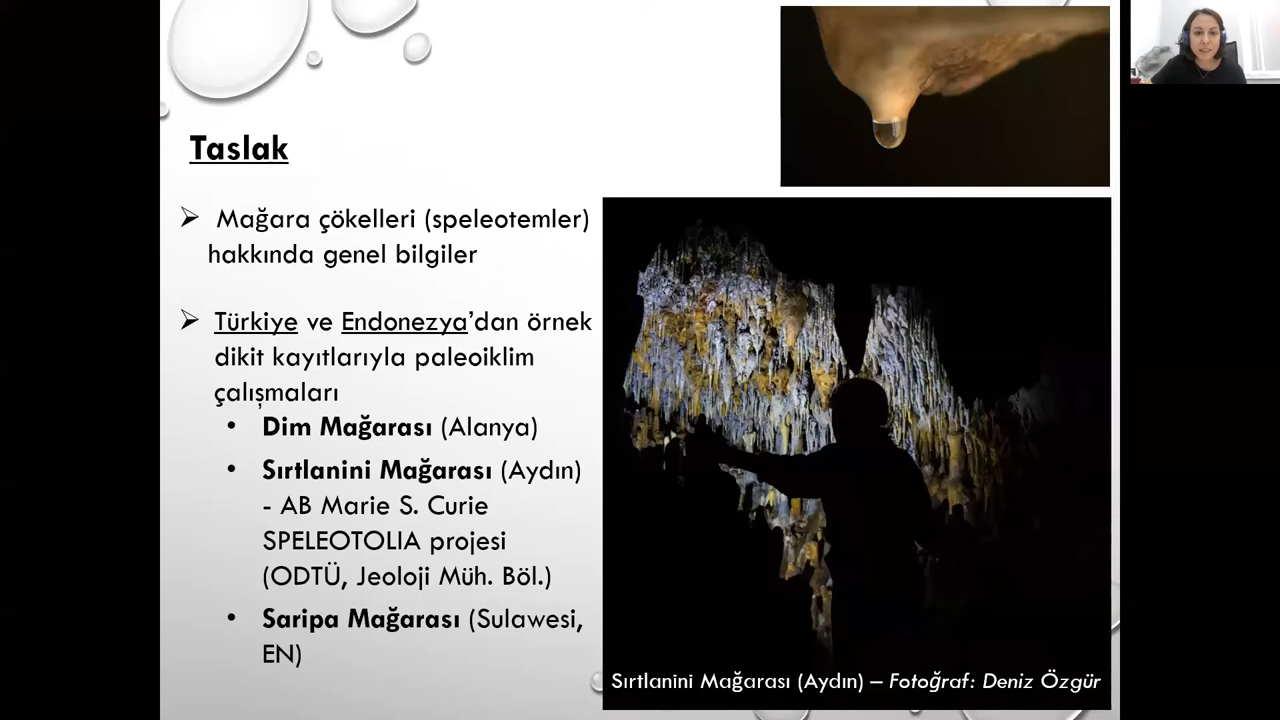 Taslak
➢ Mağara çökelleri (speleotemler)
hakkında genel bilgiler
➢ Türkiye ve Endonezya’dan örnek
dikit kayıtlarıyla paleoiklim
çalışmaları
• Dim Mağarası (Alanya)
• Sırtlanini Mağarası (Aydın)
- AB Marie S. Curie
SPELEOTOLIA projesi
(ODTÜ, Jeoloji Müh. Böl.)
• Saripa Mağarası (Sulawesi,
EN)
Sırtlanini Mağarası (Aydın) – Fotoğraf: Deniz Özgür